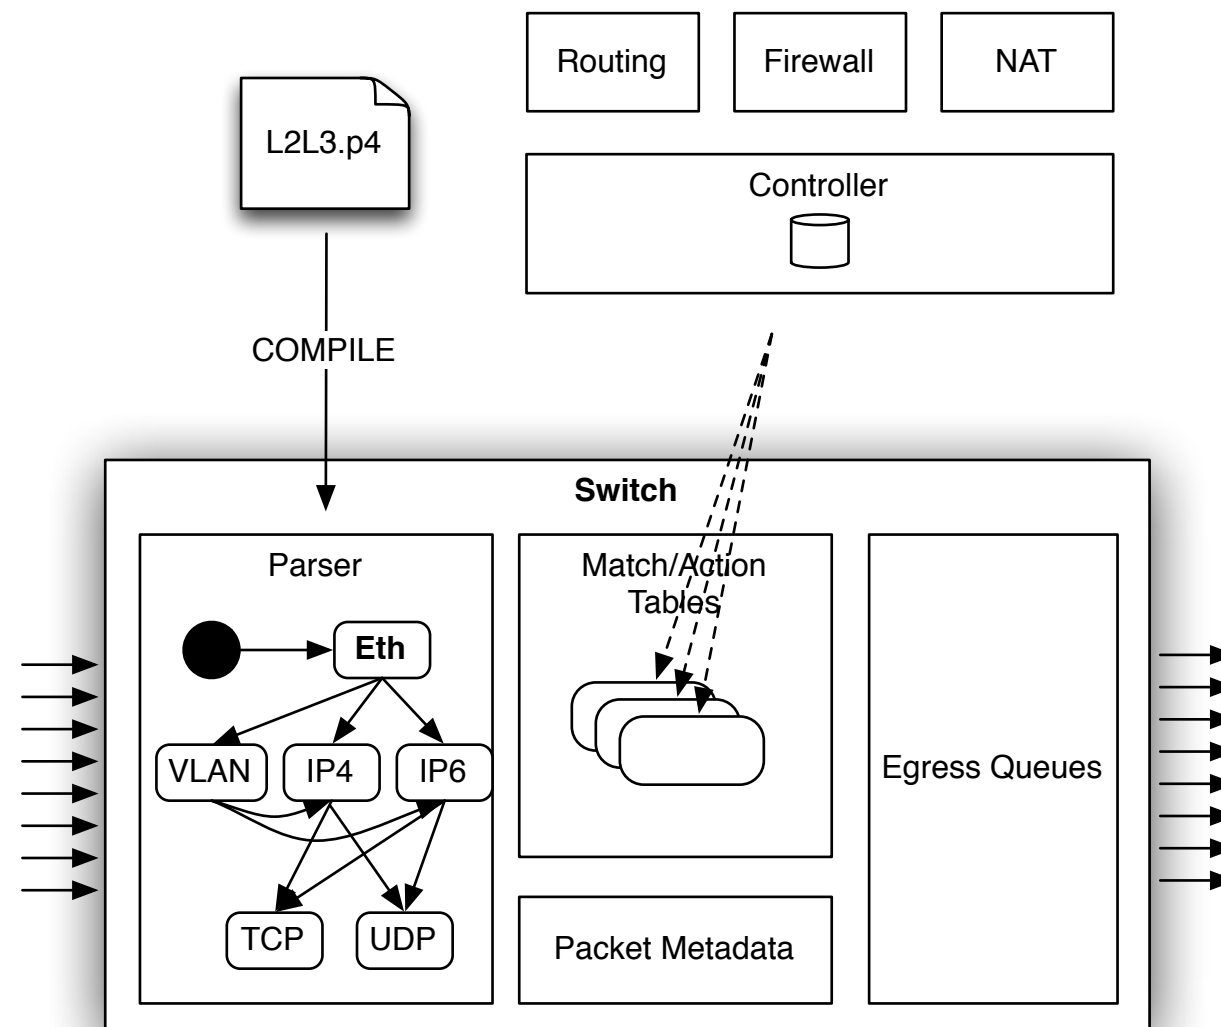 Routing
Firewall
NAT
L2L3.p4
Controller
COMPILE
Switch
Parser
Match/Action
Tables
Eth
VLAN
IP4
IP6
Egress Queues
TCP
UDP
Packet Metadata